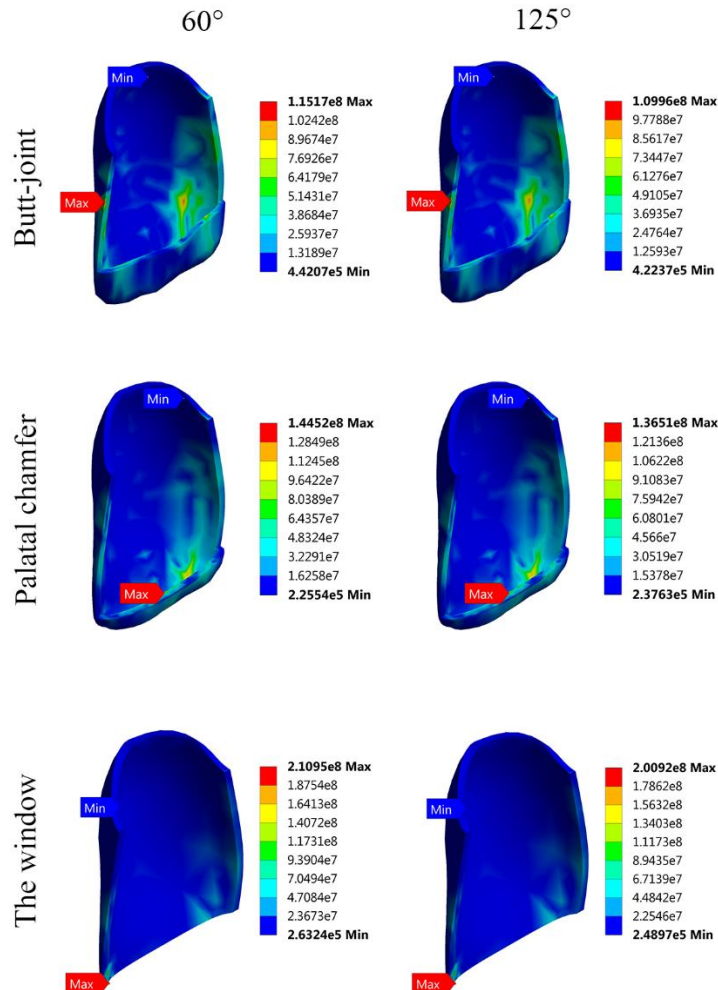 60°
125°
Butt-joint
Min
Max
1.1517e8 Max
1.0242e8
8.9674e7
7.6926e7
6.4179e7
5.1431e7
3.8684e7
2.5937e7
1.3189e7
4.4207e5 Min
Min
Max
1.0996e8 Max
9.7788e7
8.5617e7
7.3447e7
6.1276e7
4.9105e7
3.6935e7
2.4764e7
1.2593e7
4.2237e5 Min
Palatal chamfer
Min
Max
1.4452e8 Max
1.2849e8
1.1245e8
9.6422e7
8.0389e7
6.4357e7
4.8324e7
3.2291e7
1.6258e7
2.2554e5 Min
Min
Max
1.3651e8 Max
1.2136e8
1.0622e8
9.1083e7
7.5942e7
6.0801e7
4.566e7
3.0519e7
1.5378e7
2.3763e5 Min
The window
Min
Max
2.1095e8 Max
1.8754e8
1.6413e8
1.4072e8
1.1731e8
9.3904e7
7.0494e7
4.7084e7
2.3673e7
2.6324e5 Min
Min
Max
2.0092e8 Max
1.7862e8
1.5632e8
1.3403e8
1.1173e8
8.9435e7
6.7139e7
4.4842e7
2.2546e7
2.4897e5 Min